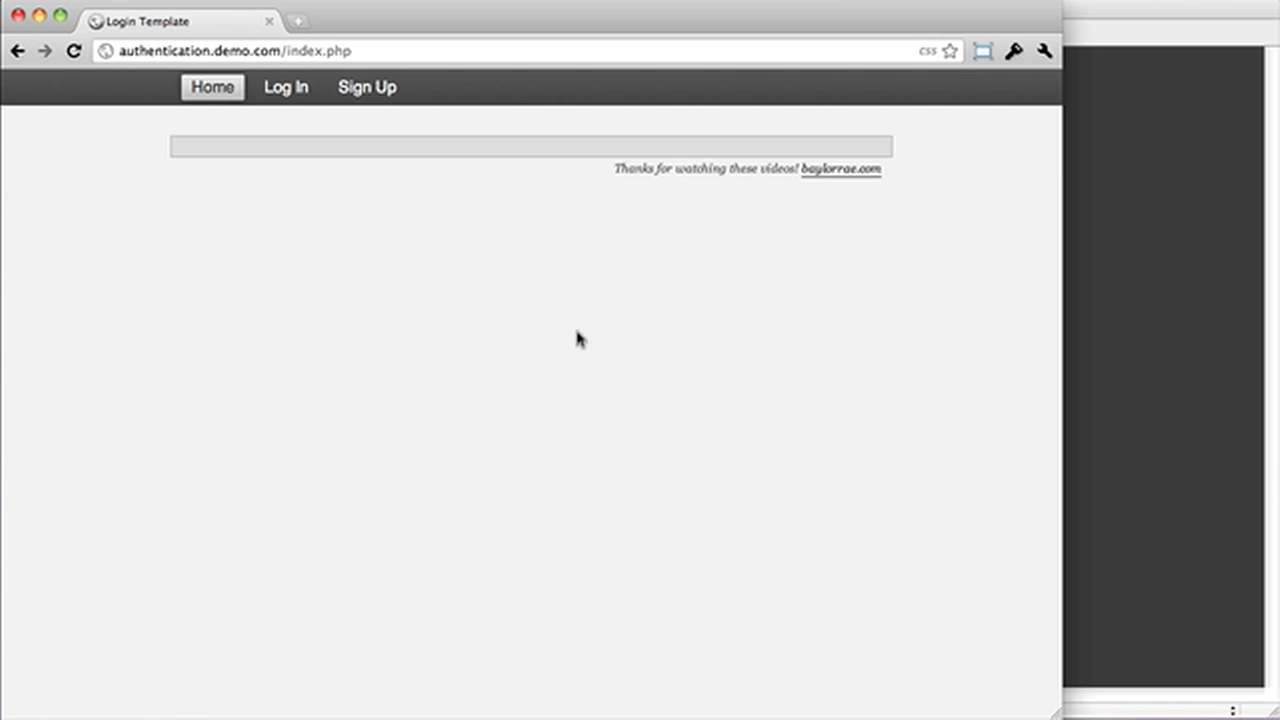 Login Template
authentication.demo.com/index.php
css
Home Log In Sign Up
Thanks for watching these videos! baylorrae.com